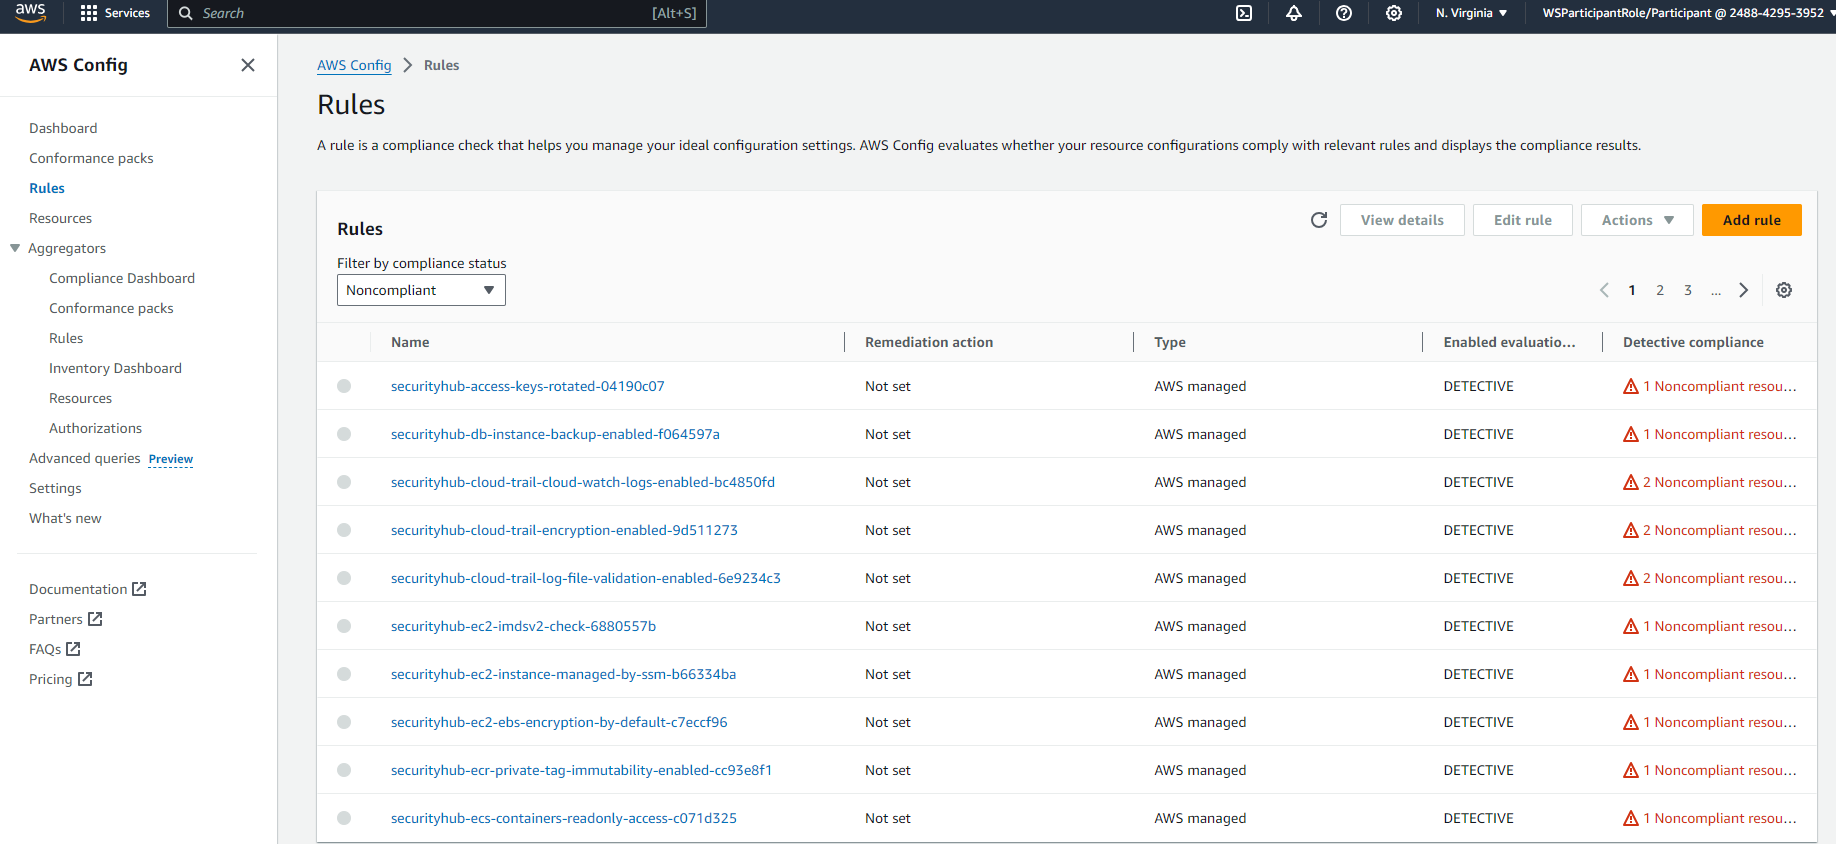 aws
Services
Search
[Alt+S]
N. Virginia
WSParticipantRole/Participant @ 2488-4295-3952
AWS Config
Dashboard
Conformance packs
Rules
Resources
Aggregators
Compliance Dashboard
Conformance packs
Rules
Inventory Dashboard
Resources
Authorizations
Advanced queries Preview
Settings
What's new
Documentation
Partners
FAQs
Pricing
AWS Config > Rules
Rules
A rule is a compliance check that helps you manage your ideal configuration settings. AWS Config evaluates whether your resource configurations comply with relevant rules and displays the compliance results.
Rules
View details
Edit rule
Actions
Add rule
Filter by compliance status
Noncompliant
1 2 3 ...
Name Remediation action Type Enabled evaluatio... Detective compliance
securityhub-access-keys-rotated-04190c07 Not set AWS managed DETECTIVE 1 Noncompliant resou...
securityhub-db-instance-backup-enabled-f064597a Not set AWS managed DETECTIVE 1 Noncompliant resou...
securityhub-cloud-trail-cloud-watch-logs-enabled-bc4850fd Not set AWS managed DETECTIVE 2 Noncompliant resou...
securityhub-cloud-trail-encryption-enabled-9d511273 Not set AWS managed DETECTIVE 2 Noncompliant resou...
securityhub-cloud-trail-log-file-validation-enabled-6e9234c3 Not set AWS managed DETECTIVE 2 Noncompliant resou...
securityhub-ec2-imdsv2-check-6880557b Not set AWS managed DETECTIVE 1 Noncompliant resou...
securityhub-ec2-instance-managed-by-ssm-b66334ba Not set AWS managed DETECTIVE 1 Noncompliant resou...
securityhub-ec2-ebs-encryption-by-default-c7eccf96 Not set AWS managed DETECTIVE 1 Noncompliant resou...
securityhub-ecr-private-tag-immutability-enabled-cc93e8f1 Not set AWS managed DETECTIVE 1 Noncompliant resou...
securityhub-ecs-containers-readonly-access-c071d325 Not set AWS managed DETECTIVE 1 Noncompliant resou...